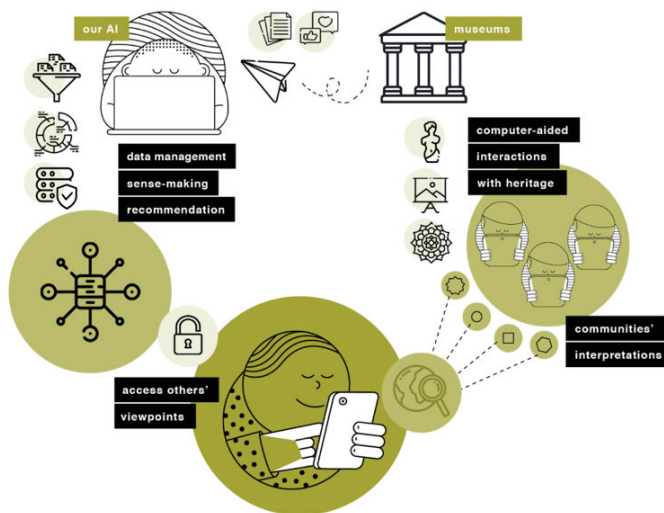 our AI
museums
data management
sense-making
recommendation
computer-aided
interactions
with heritage
communities'
interpretations
access others'
viewpoints